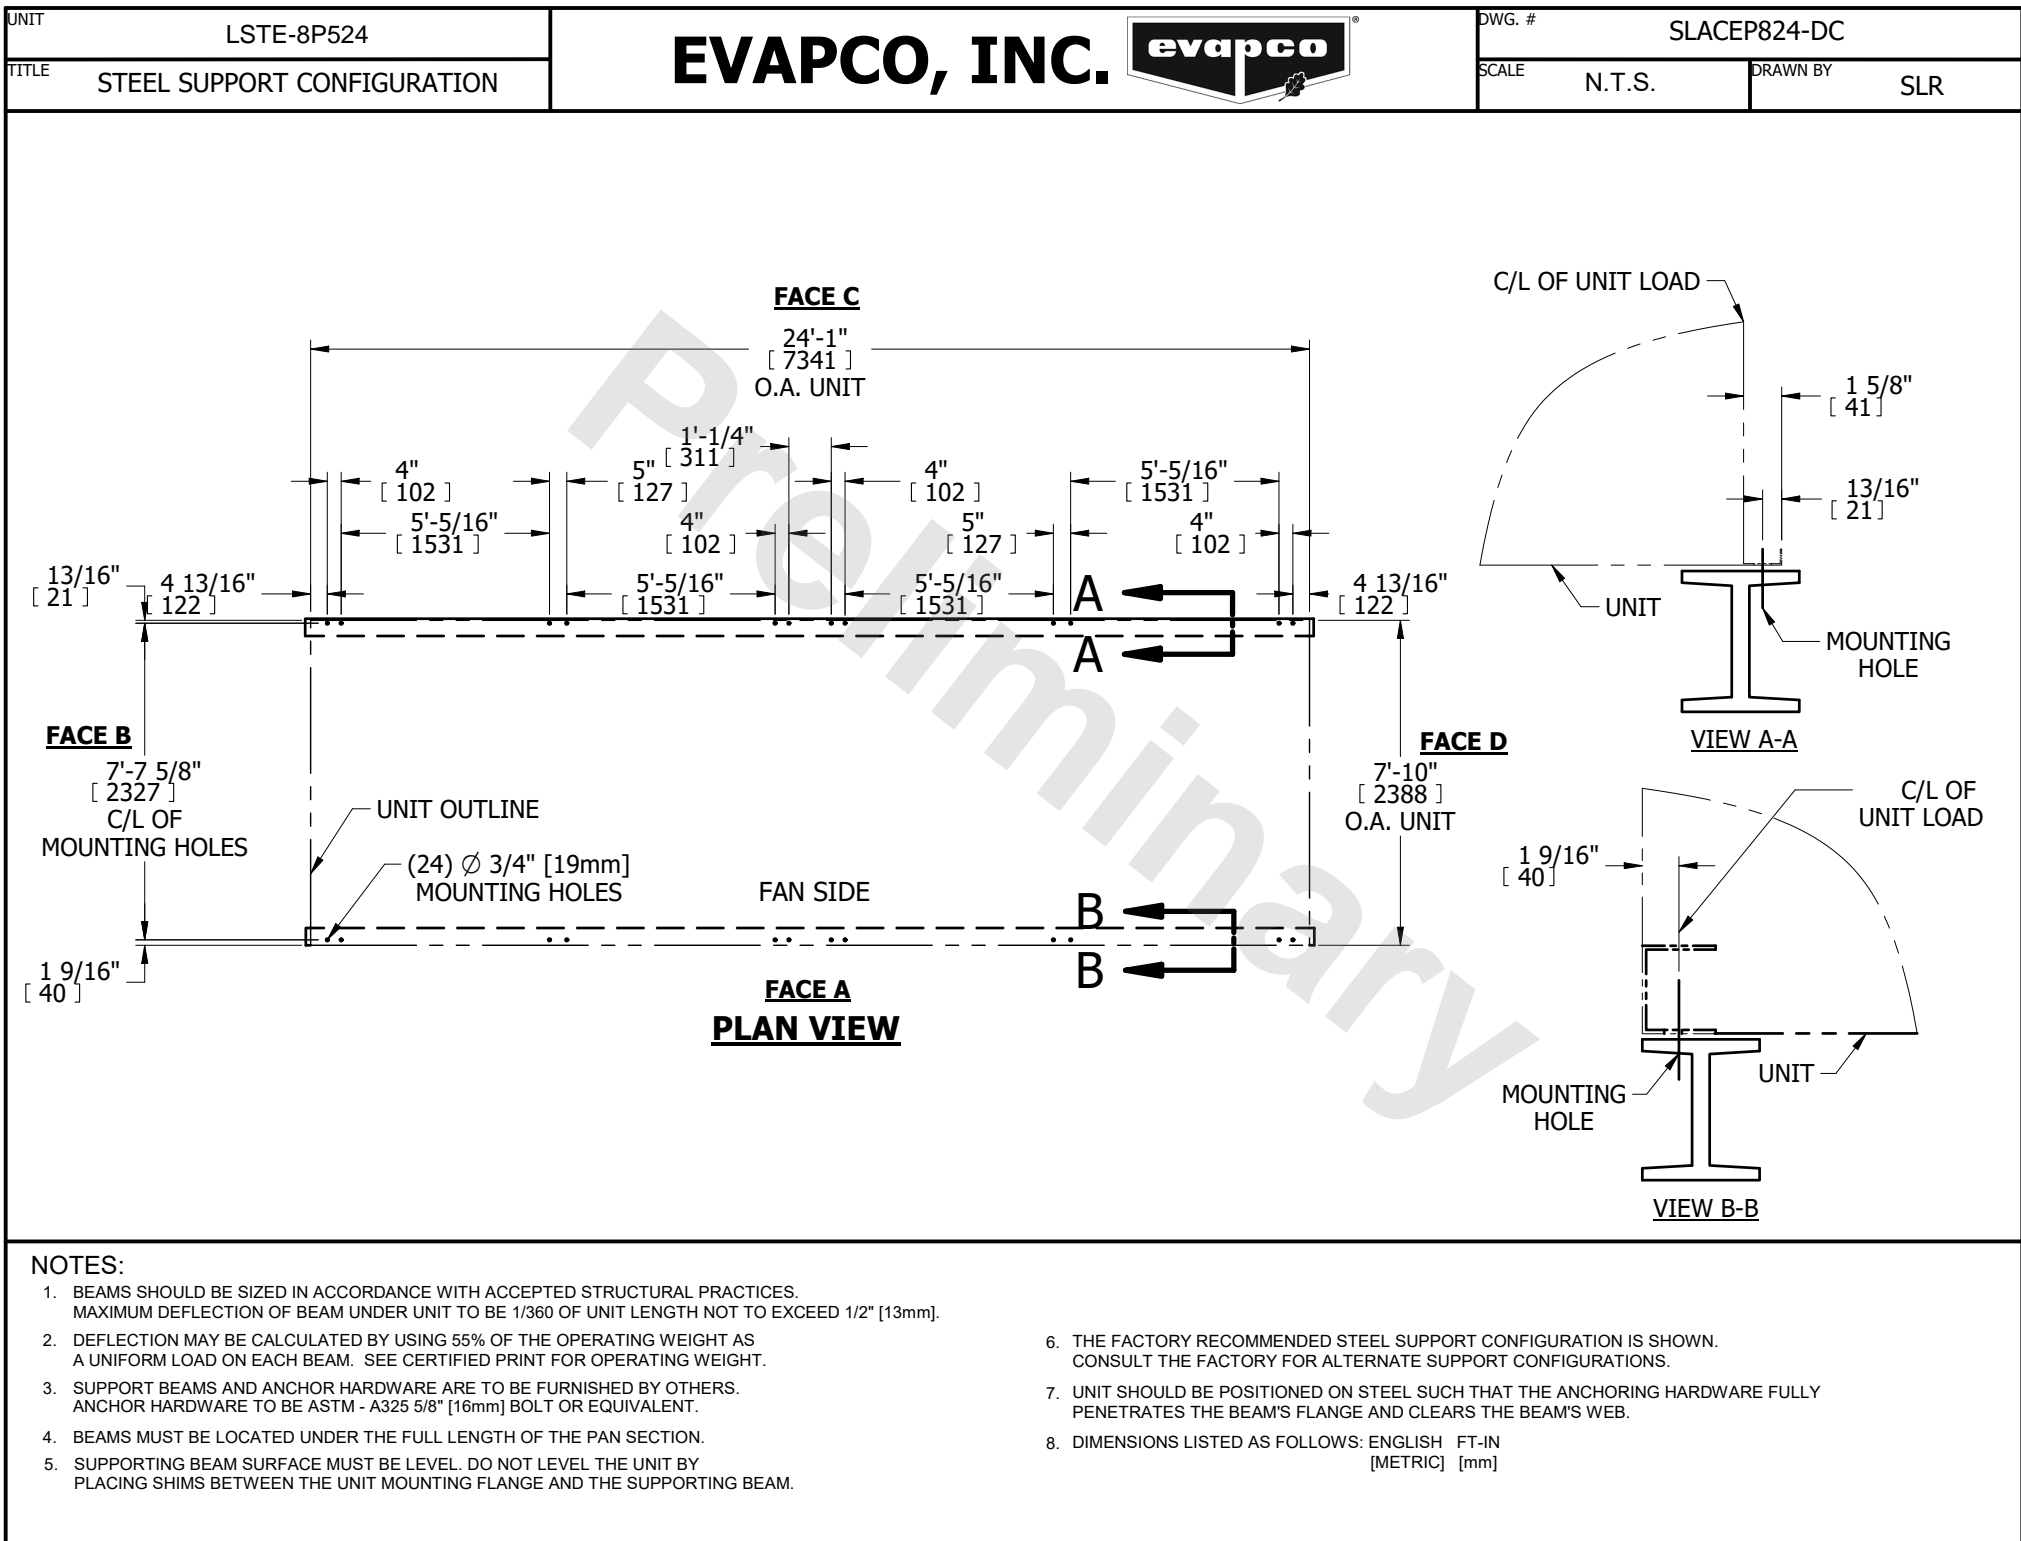 UNIT
LSTE-8P524
TITLE
STEEL SUPPORT CONFIGURATION
EVAPCO, INC.
evapco
®
DWG. #
SLACEP824-DC
SCALE
N.T.S.
DRAWN BY
SLR
Preliminary
FACE C
24'-1"
[ 7341 ]
O.A. UNIT
1'-1/4"
[ 311 ]
4"
[ 102 ]
5"
[ 127 ]
4"
[ 102 ]
5'-5/16"
[ 1531 ]
5'-5/16"
[ 1531 ]
4"
[ 102 ]
5"
[ 127 ]
4"
[ 102 ]
13/16"
[ 21 ]
4 13/16"
[ 122 ]
5'-5/16"
[ 1531 ]
5'-5/16"
[ 1531 ]
4 13/16"
[ 122 ]
A
A
FACE B
7'-7 5/8"
[ 2327 ]
C/L OF
MOUNTING HOLES
FACE D
7'-10"
[ 2388 ]
O.A. UNIT
UNIT OUTLINE
(24) Ø 3/4" [19mm]
MOUNTING HOLES
FAN SIDE
B
B
1 9/16"
[ 40 ]
FACE A
PLAN VIEW
C/L OF UNIT LOAD
1 5/8"
[ 41 ]
13/16"
[ 21 ]
UNIT
MOUNTING
HOLE
VIEW A-A
C/L OF
UNIT LOAD
1 9/16"
[ 40 ]
UNIT
MOUNTING
HOLE
VIEW B-B
NOTES:
1. BEAMS SHOULD BE SIZED IN ACCORDANCE WITH ACCEPTED STRUCTURAL PRACTICES.
MAXIMUM DEFLECTION OF BEAM UNDER UNIT TO BE 1/360 OF UNIT LENGTH NOT TO EXCEED 1/2" [13mm].
2. DEFLECTION MAY BE CALCULATED BY USING 55% OF THE OPERATING WEIGHT AS
A UNIFORM LOAD ON EACH BEAM. SEE CERTIFIED PRINT FOR OPERATING WEIGHT.
3. SUPPORT BEAMS AND ANCHOR HARDWARE ARE TO BE FURNISHED BY OTHERS.
ANCHOR HARDWARE TO BE ASTM - A325 5/8" [16mm] BOLT OR EQUIVALENT.
4. BEAMS MUST BE LOCATED UNDER THE FULL LENGTH OF THE PAN SECTION.
5. SUPPORTING BEAM SURFACE MUST BE LEVEL. DO NOT LEVEL THE UNIT BY
PLACING SHIMS BETWEEN THE UNIT MOUNTING FLANGE AND THE SUPPORTING BEAM.
6. THE FACTORY RECOMMENDED STEEL SUPPORT CONFIGURATION IS SHOWN.
CONSULT THE FACTORY FOR ALTERNATE SUPPORT CONFIGURATIONS.
7. UNIT SHOULD BE POSITIONED ON STEEL SUCH THAT THE ANCHORING HARDWARE FULLY
PENETRATES THE BEAM'S FLANGE AND CLEARS THE BEAM'S WEB.
8. DIMENSIONS LISTED AS FOLLOWS: ENGLISH FT-IN
[METRIC] [mm]